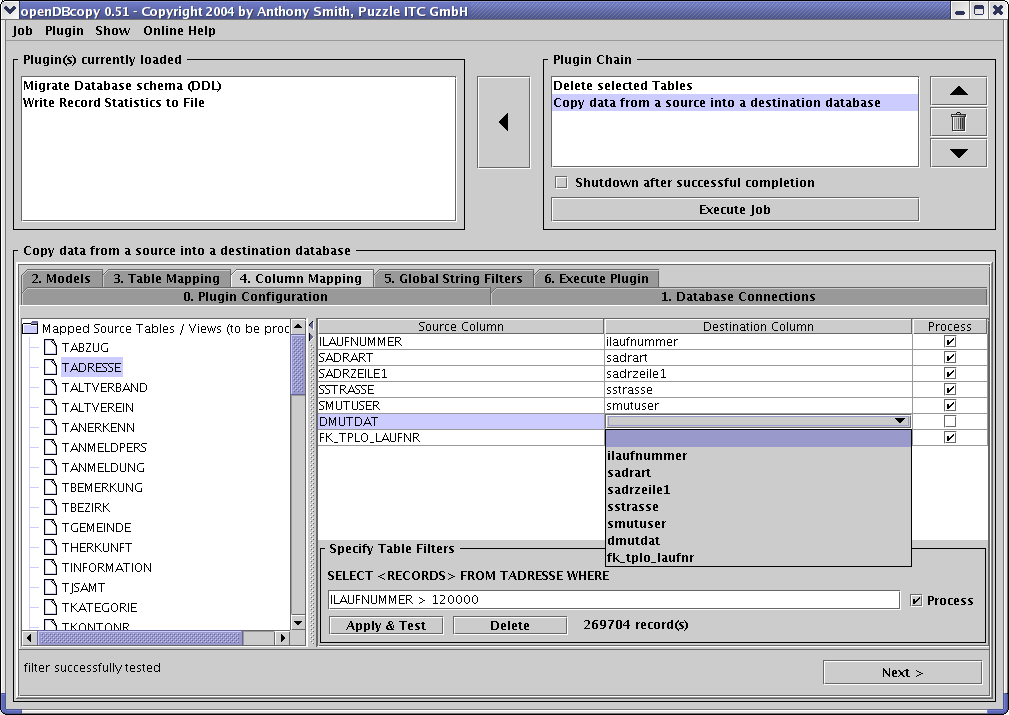 openDBcopy 0.51 - Copyright 2004 by Anthony Smith, Puzzle ITC GmbH
Job Plugin Show Online Help
Plugin(s) currently loaded
Migrate Database schema (DDL)
Write Record Statistics to File
Plugin Chain
Delete selected Tables
Copy data from a source into a destination database
Shutdown after successful completion
Execute Job
Copy data from a source into a destination database
2. Models 3. Table Mapping 4. Column Mapping 5. Global String Filters 6. Execute Plugin
0. Plugin Configuration 1. Database Connections
Mapped Source Tables / Views (to be proc
TABZUG
TADRESSE
TALTVERBAND
TALTVEREIN
TANERKENN
TANMELDPERS
TANMELDUNG
TBEMERKUNG
TBEZIRK
TGEMEINDE
THERKUNFT
TINFORMATION
TJSAMT
TKATEGORIE
TKONTONR
Source Column Destination Column Process
ILAUFNUMMER ilaufnummer
SADRART sadrart
SADRZEILE1 sadrzeile1
SSTRASSE sstrasse
SMUTUSER smutuser
DMUTDAT
FK_TPLO_LAUFNR
ilaufnummer
sadrart
sadrzeile1
sstrasse
smutuser
dmutdat
fk_tplo_laufnr
Specify Table Filters
SELECT <RECORDS> FROM TADRESSE WHERE
ILAUFNUMMER > 120000 Process
Apply & Test Delete 269704 record(s)
filter successfully tested
Next >